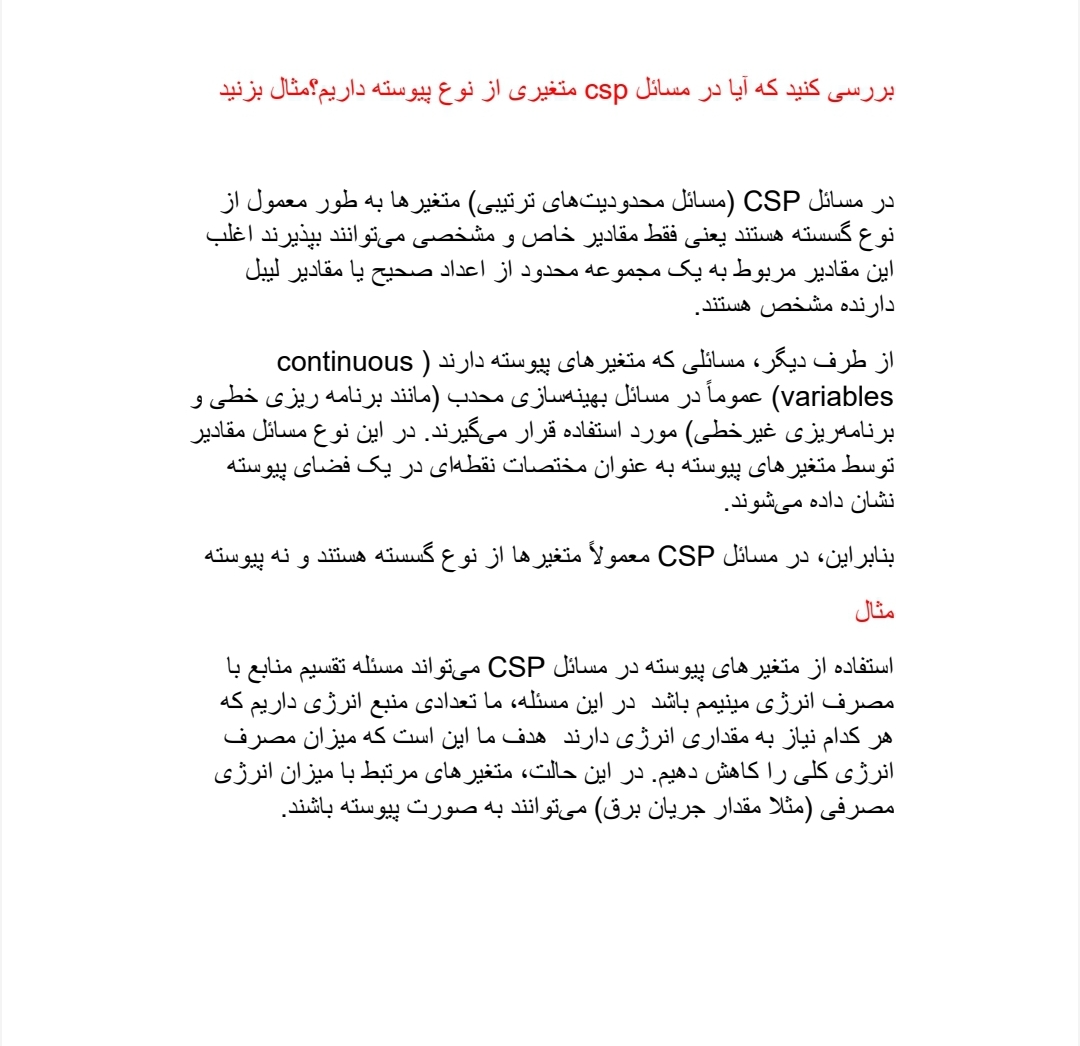 بررسی کنید که آیا در مسائل csp متغیری از نوع پیوسته داریم؟مثال بزنید
در مسائل CSP (مسائل محدودیت‌های ترتیبی) متغیرها به طور معمول از
نوع گسسته هستند یعنی فقط مقادیر خاص و مشخصی می‌توانند بپذیرند اغلب
این مقادیر مربوط به یک مجموعه محدود از اعداد صحیح یا مقادیر لیبل
دارنده مشخص هستند.
از طرف دیگر، مسائلی که متغیرهای پیوسته دارند ( continuous
variables) عموماً در مسائل بهینه‌سازی محدب (مانند برنامه ریزی خطی و
برنامه‌ریزی غیرخطی) مورد استفاده قرار می‌گیرند. در این نوع مسائل مقادیر
توسط متغیرهای پیوسته به عنوان مختصات نقطه‌ای در یک فضای پیوسته
نشان داده می‌شوند.
بنابراین، در مسائل CSP معمولاً متغیرها از نوع گسسته هستند و نه پیوسته
مثال
استفاده از متغیرهای پیوسته در مسائل CSP می‌تواند مسئله تقسیم منابع با
مصرف انرژی مینیمم باشد  در این مسئله، ما تعدادی منبع انرژی داریم که
هر کدام نیاز به مقداری انرژی دارند  هدف ما این است که میزان مصرف
انرژی کلی را کاهش دهیم. در این حالت، متغیرهای مرتبط با میزان انرژی
مصرفی (مثلا مقدار جریان برق) می‌توانند به صورت پیوسته باشند.